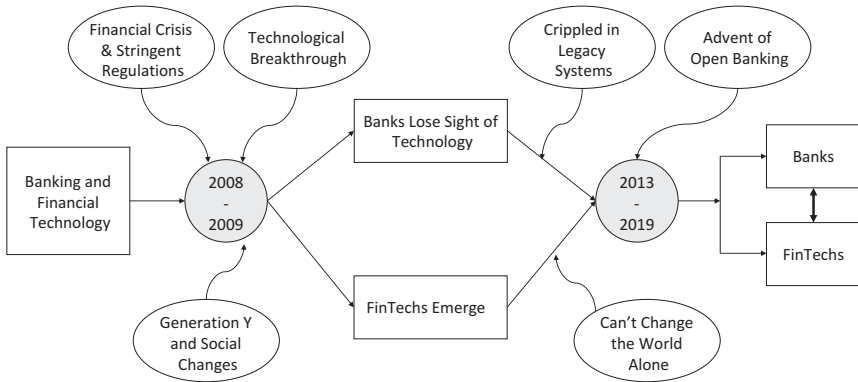 Financial Crisis
& Stringent
Regulations
Technological
Breakthrough
Crippled in
Legacy
Systems
Advent of
Open Banking
Banking and
Financial
Technology
2008
-
2009
Banks Lose Sight of
Technology
FinTechs Emerge
2013
-
2019
Banks
FinTechs
Generation Y
and Social
Changes
Can't Change
the World
Alone